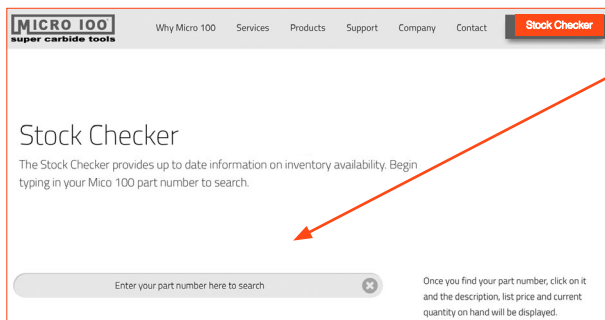 MICRO 100
super carbide tools
Why Micro 100 Services Products Support Company Contact Stock Checker
Stock Checker
The Stock Checker provides up to date information on inventory availability. Begin
typing in your Mico 100 part number to search.
Enter your part number here to search
Once you find your part number, click on it
and the description, list price and current
quantity on hand will be displayed.